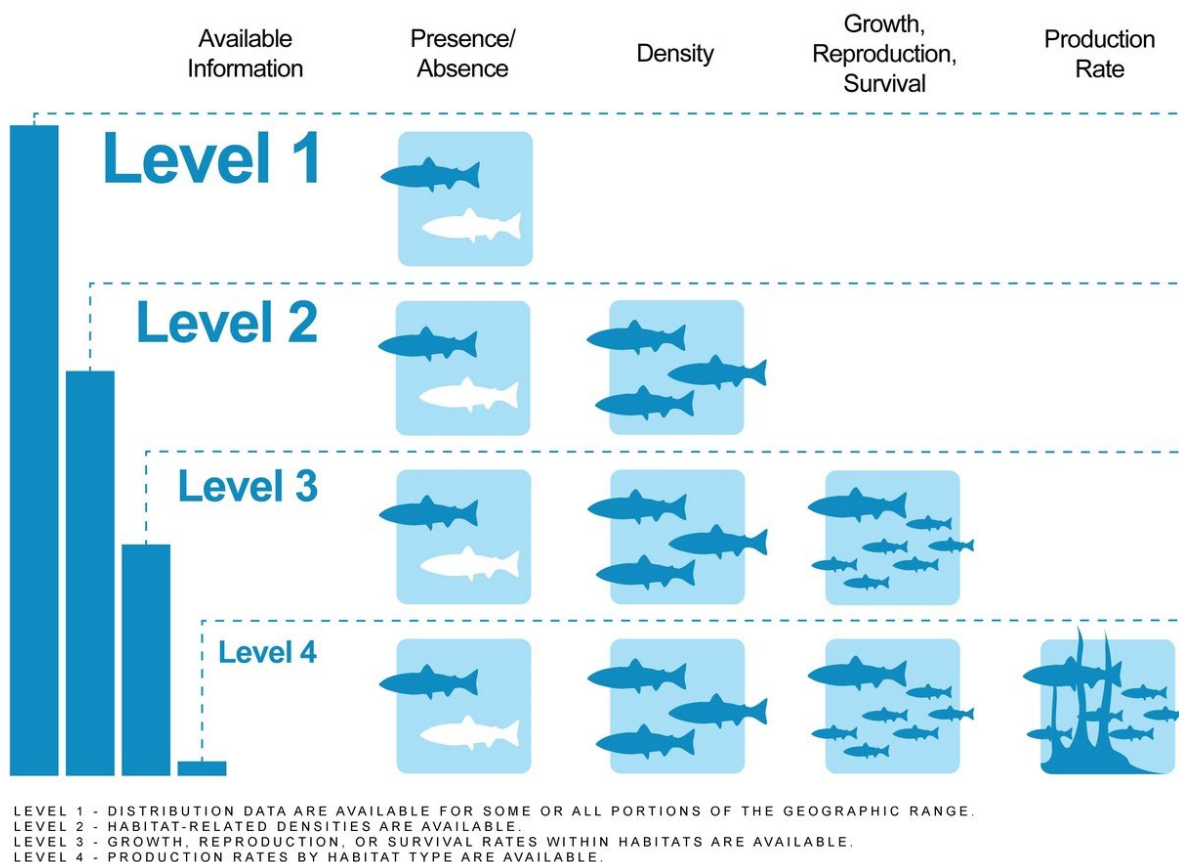 Available
Information
Presence/
Absence
Density
Growth,
Reproduction,
Survival
Production
Rate
Level 1
Level 2
Level 3
Level 4
LEVEL 1 - DISTRIBUTION DATA ARE AVAILABLE FOR SOME OR ALL PORTIONS OF THE GEOGRAPHIC RANGE.
LEVEL 2 - HABITAT-RELATED DENSITIES ARE AVAILABLE.
LEVEL 3 - GROWTH, REPRODUCTION, OR SURVIVAL RATES WITHIN HABITATS ARE AVAILABLE.
LEVEL 4 - PRODUCTION RATES BY HABITAT TYPE ARE AVAILABLE.